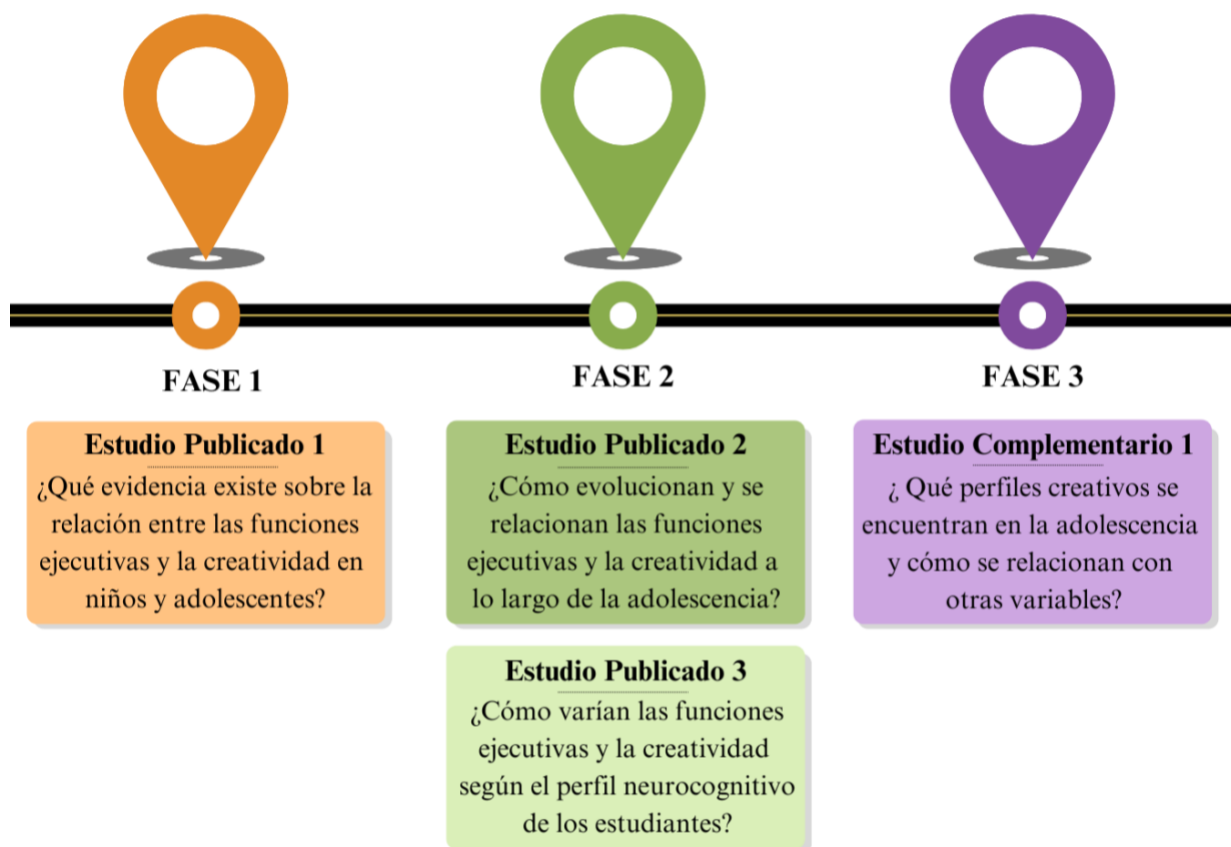 FASE 1
Estudio Publicado 1
¿Qué evidencia existe sobre la
relación entre las funciones
ejecutivas y la creatividad en
niños y adolescentes?
FASE 2
Estudio Publicado 2
¿Cómo evolucionan y se
relacionan las funciones
ejecutivas y la creatividad a
lo largo de la adolescencia?
Estudio Publicado 3
¿Cómo varían las funciones
ejecutivas y la creatividad
según el perfil neurocognitivo
de los estudiantes?
FASE 3
Estudio Complementario 1
¿ Qué perfiles creativos se
encuentran en la adolescencia
y cómo se relacionan con
otras variables?